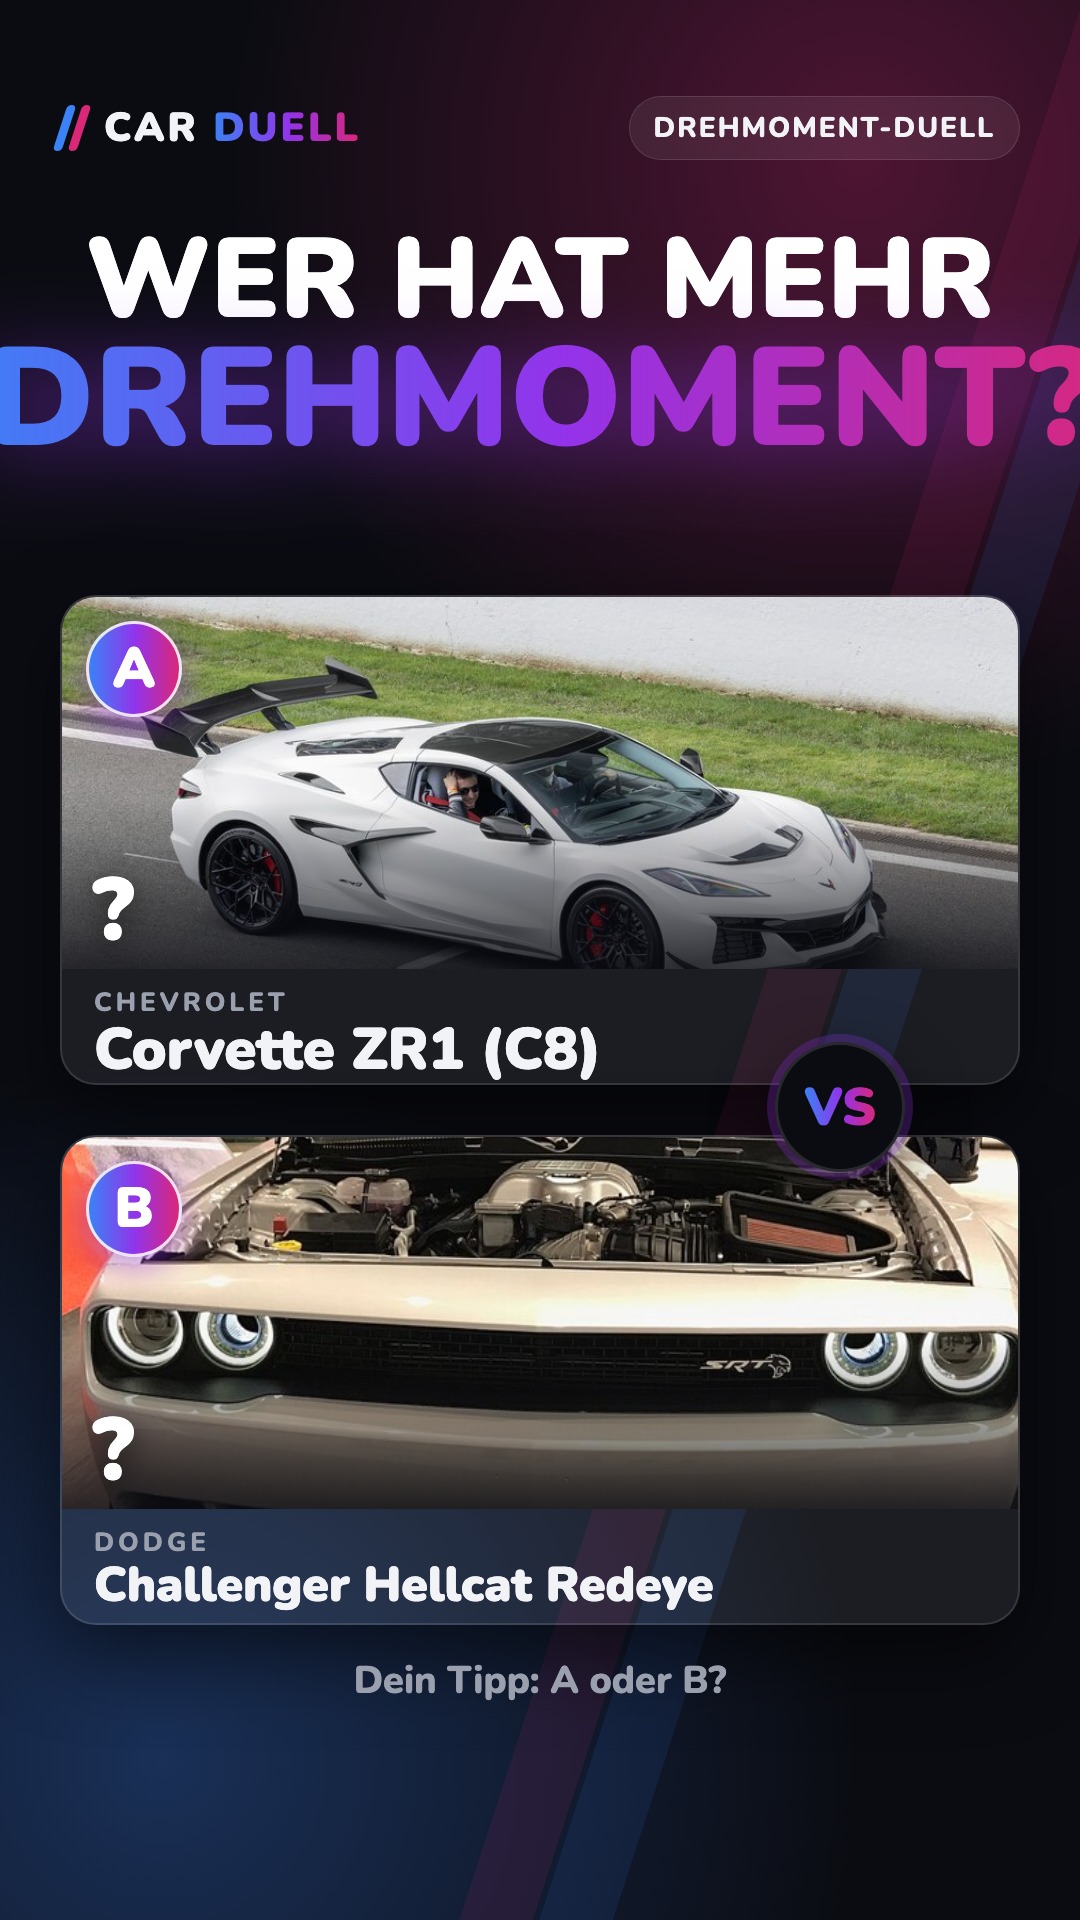 // CAR DUELL
DREHMOMENT-DUELL
WER HAT MEHR
DREHMOMENT?
A
?
CHEVROLET
Corvette ZR1 (C8)
VS
B
SRT
?
DODGE
Challenger Hellcat Redeye
Dein Tipp: A oder B?